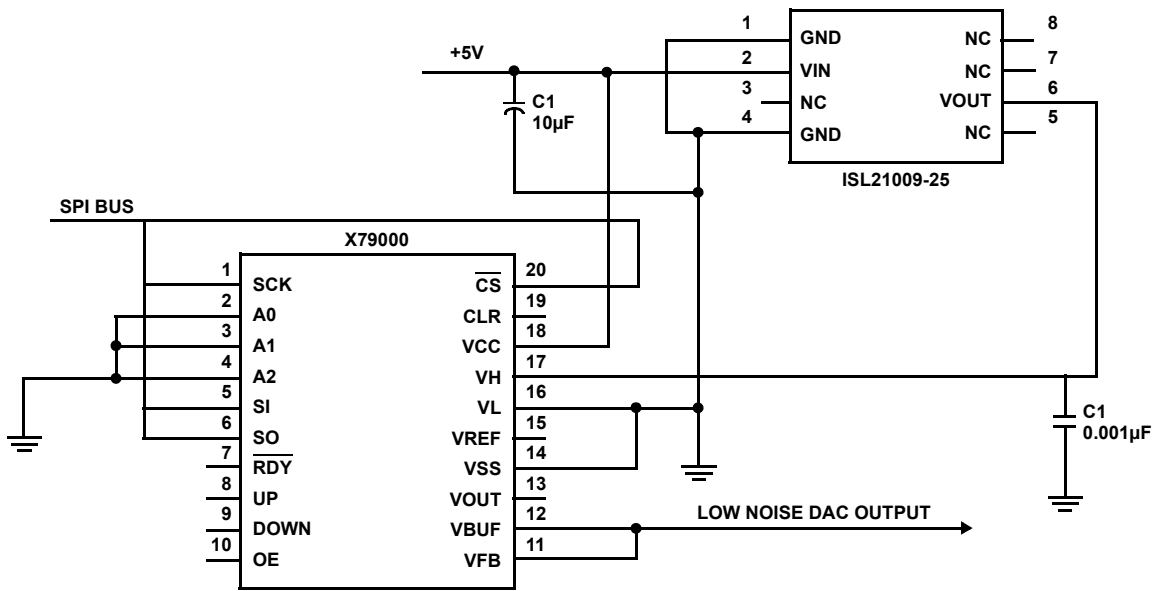 1
GND
NC
8
+5V
2
VIN
NC
7
3
NC
VOUT
6
C1
10µF
4
GND
NC
5
ISL21009-25
SPI BUS
X79000
1
SCK
CS
20
2
A0
CLR
19
3
A1
VCC
18
4
A2
VH
17
5
SI
VL
16
6
SO
VREF
15
7
RDY
VSS
14
8
UP
VOUT
13
9
DOWN
VBUF
12
10
OE
VFB
11
C1
0.001µF
LOW NOISE DAC OUTPUT